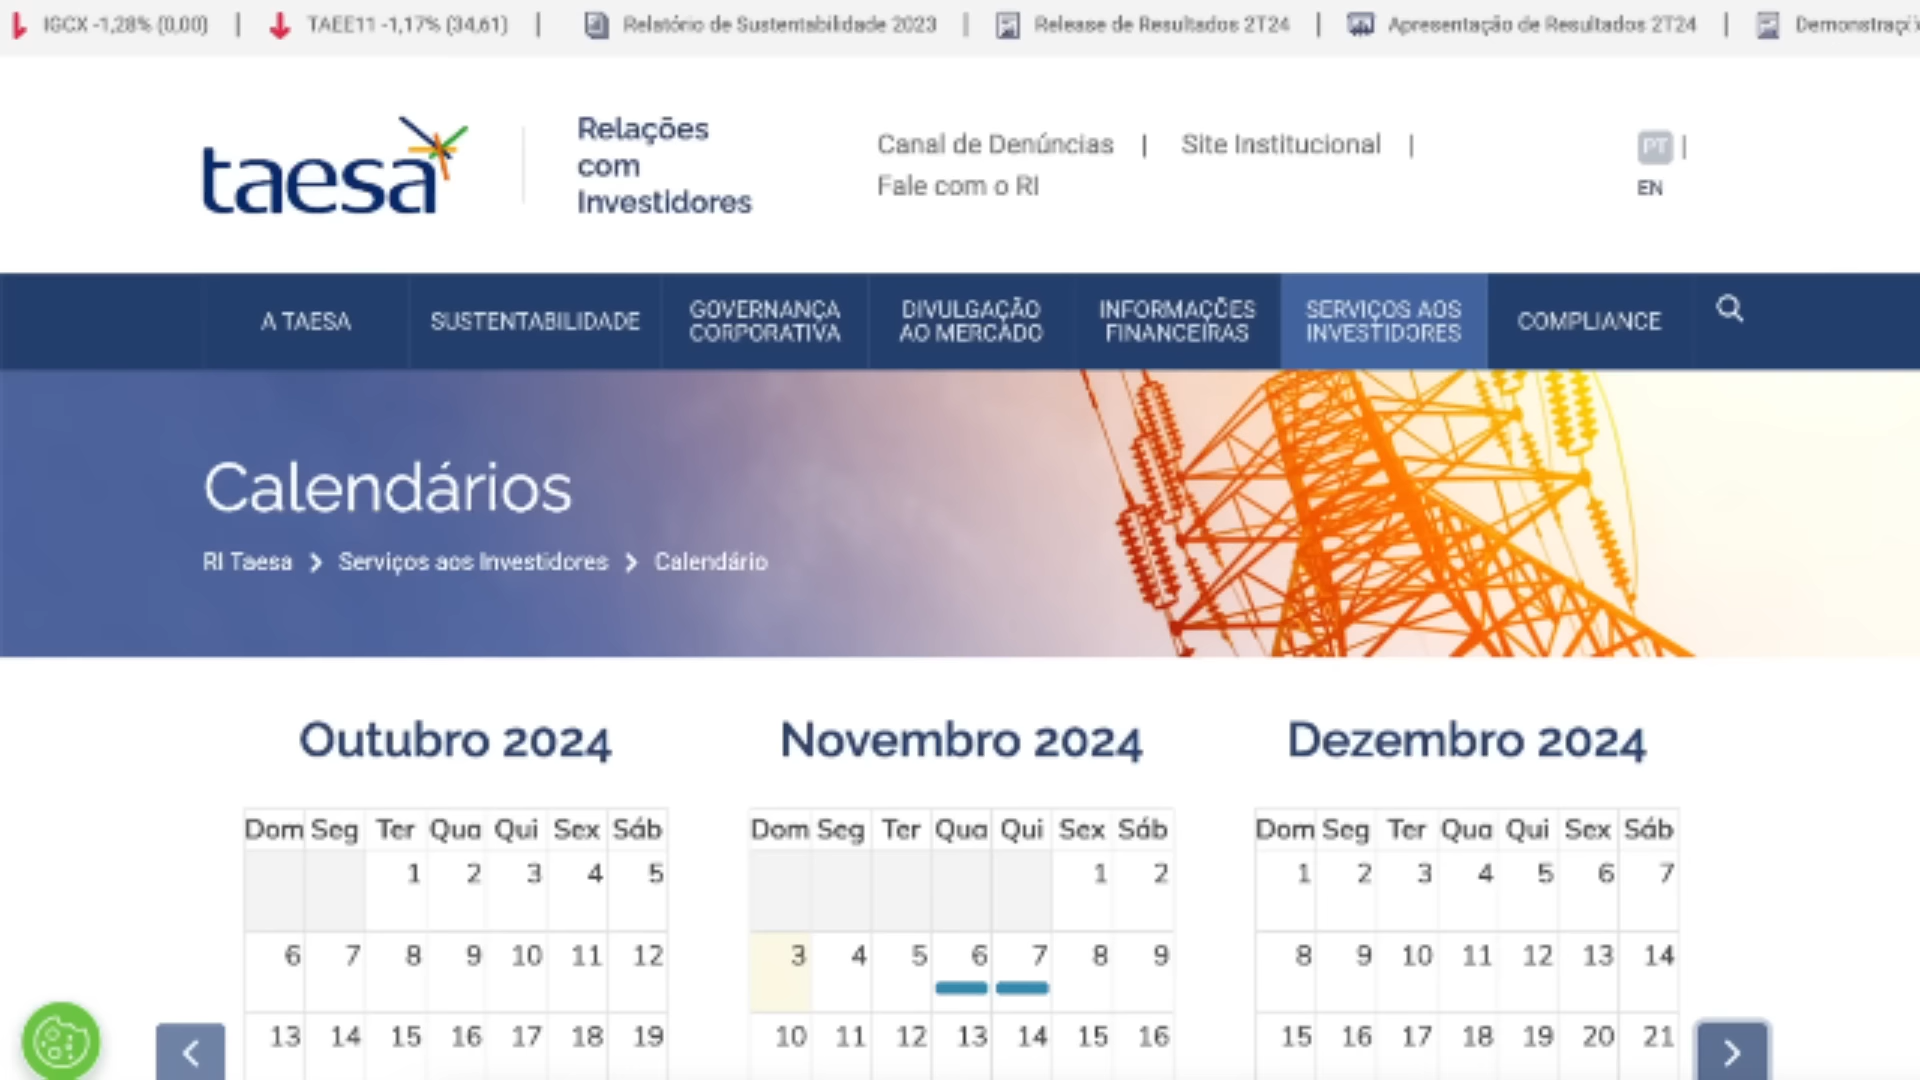 IGCX -1,28% (0,00) | TAEE11 -1,17% (34,61) | Relatório de Sustentabilidade 2023 | Release de Resultados 2T24 | Apresentação de Resultados 2T24 |
taesa
Relações
com
Investidores
Canal de Denúncias | Site Institucional |
Fale com o RI
PT |
EN
A TAESA
SUSTENTABILIDADE
GOVERNANÇA
CORPORATIVA
DIVULGAÇÃO
AO MERCADO
INFORMAÇÕES
FINANCEIRAS
SERVIÇOS AOS
INVESTIDORES
COMPLIANCE
Calendários
RI Taesa > Serviços aos Investidores > Calendário
Outubro 2024
Dom Seg Ter Qua Qui Sex Sáb
1 2 3 4 5
6 7 8 9 10 11 12
13 14 15 16 17 18 19
Novembro 2024
Dom Seg Ter Qua Qui Sex Sáb
1 2
3 4 5 6 7 8 9
10 11 12 13 14 15 16
Dezembro 2024
Dom Seg Ter Qua Qui Sex Sáb
1 2 3 4 5 6 7
8 9 10 11 12 13 14
15 16 17 18 19 20 21